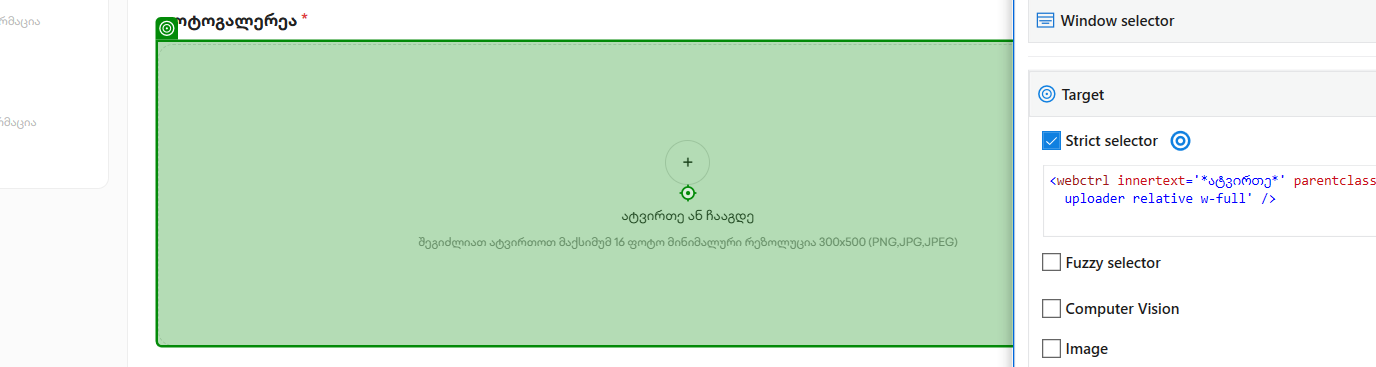 რმაცია
რმაცია
ოტოგალერეა *
+
ატვირთე ან ჩააგდე
შეგიძლიათ ატვირთოთ მაქსიმუმ 16 ფოტო მინიმალური რეზოლუცია 300x500 (PNG,JPG,JPEG)
Window selector
Target
Strict selector
<webctrl innertext='*ატვირთე*' parentclass
uploader relative w-full' />
Fuzzy selector
Computer Vision
Image